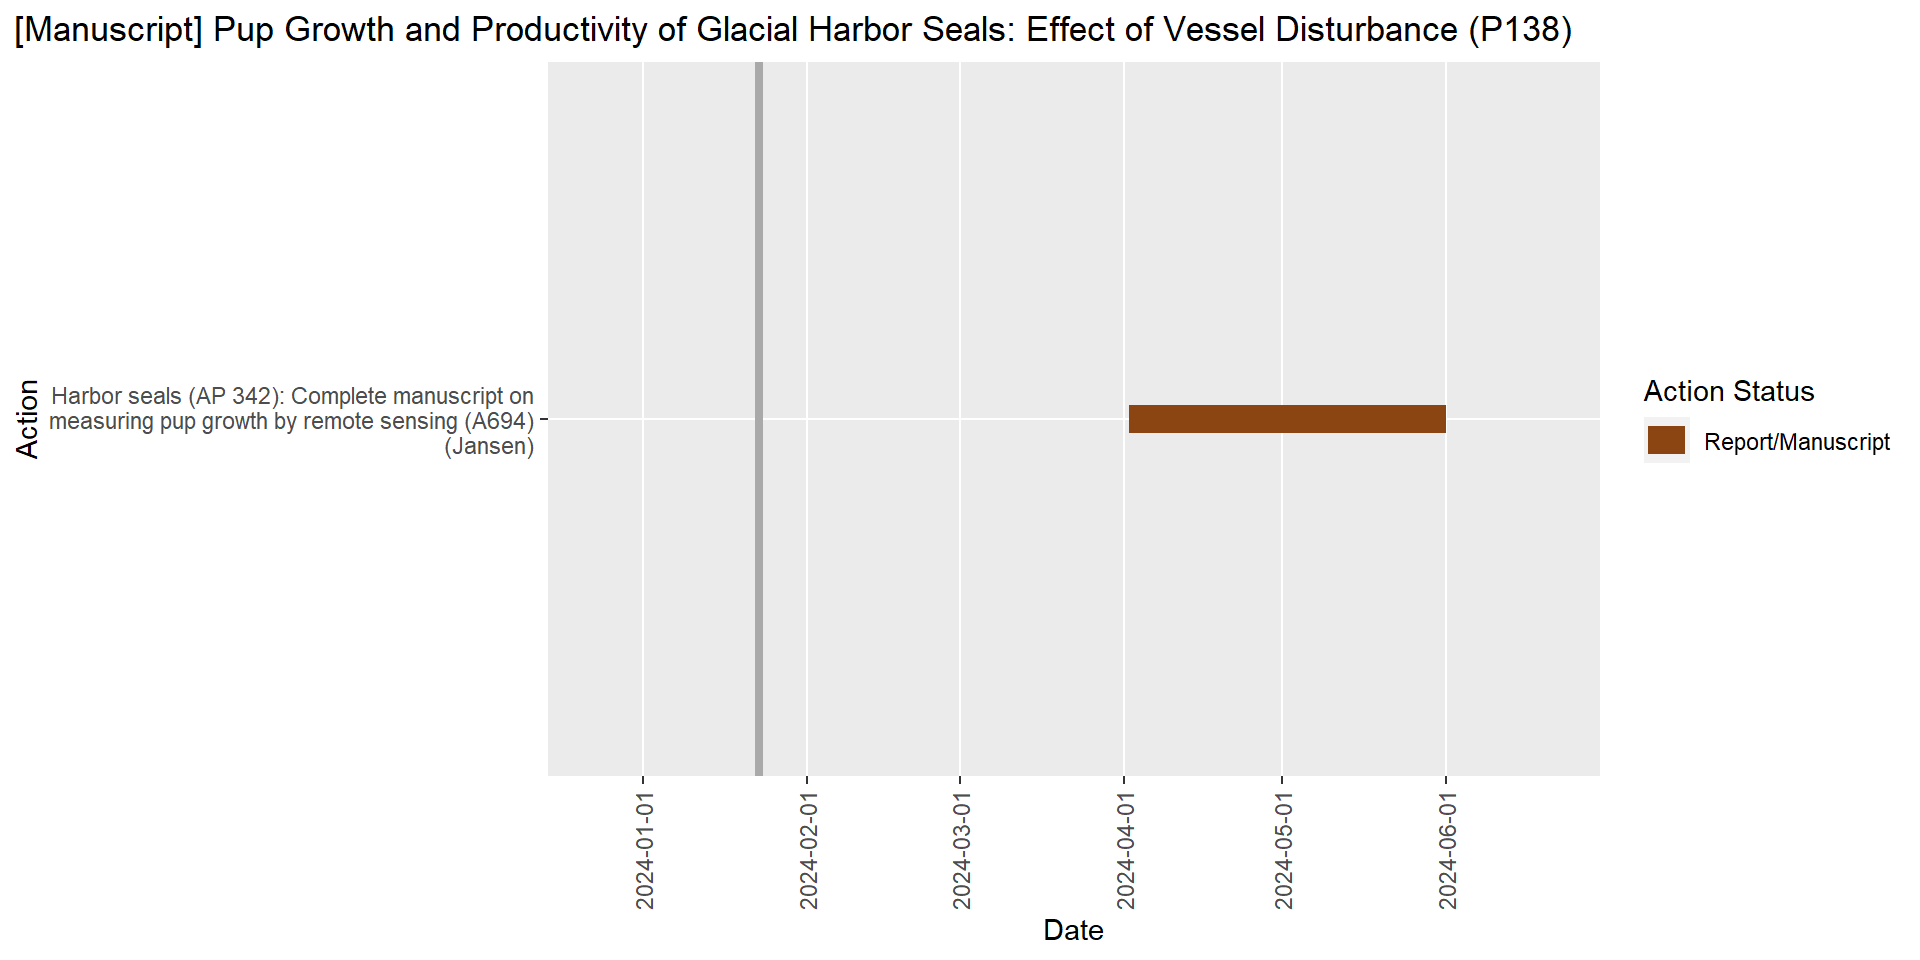 [Manuscript] Pup Growth and Productivity of Glacial Harbor Seals: Effect of Vessel Disturbance (P138)
Action
Harbor seals (AP 342): Complete manuscript on
measuring pup growth by remote sensing (A694)
(Jansen)
Action Status
Report/Manuscript
2024-01-01
2024-02-01
2024-03-01
2024-04-01
2024-05-01
2024-06-01
Date